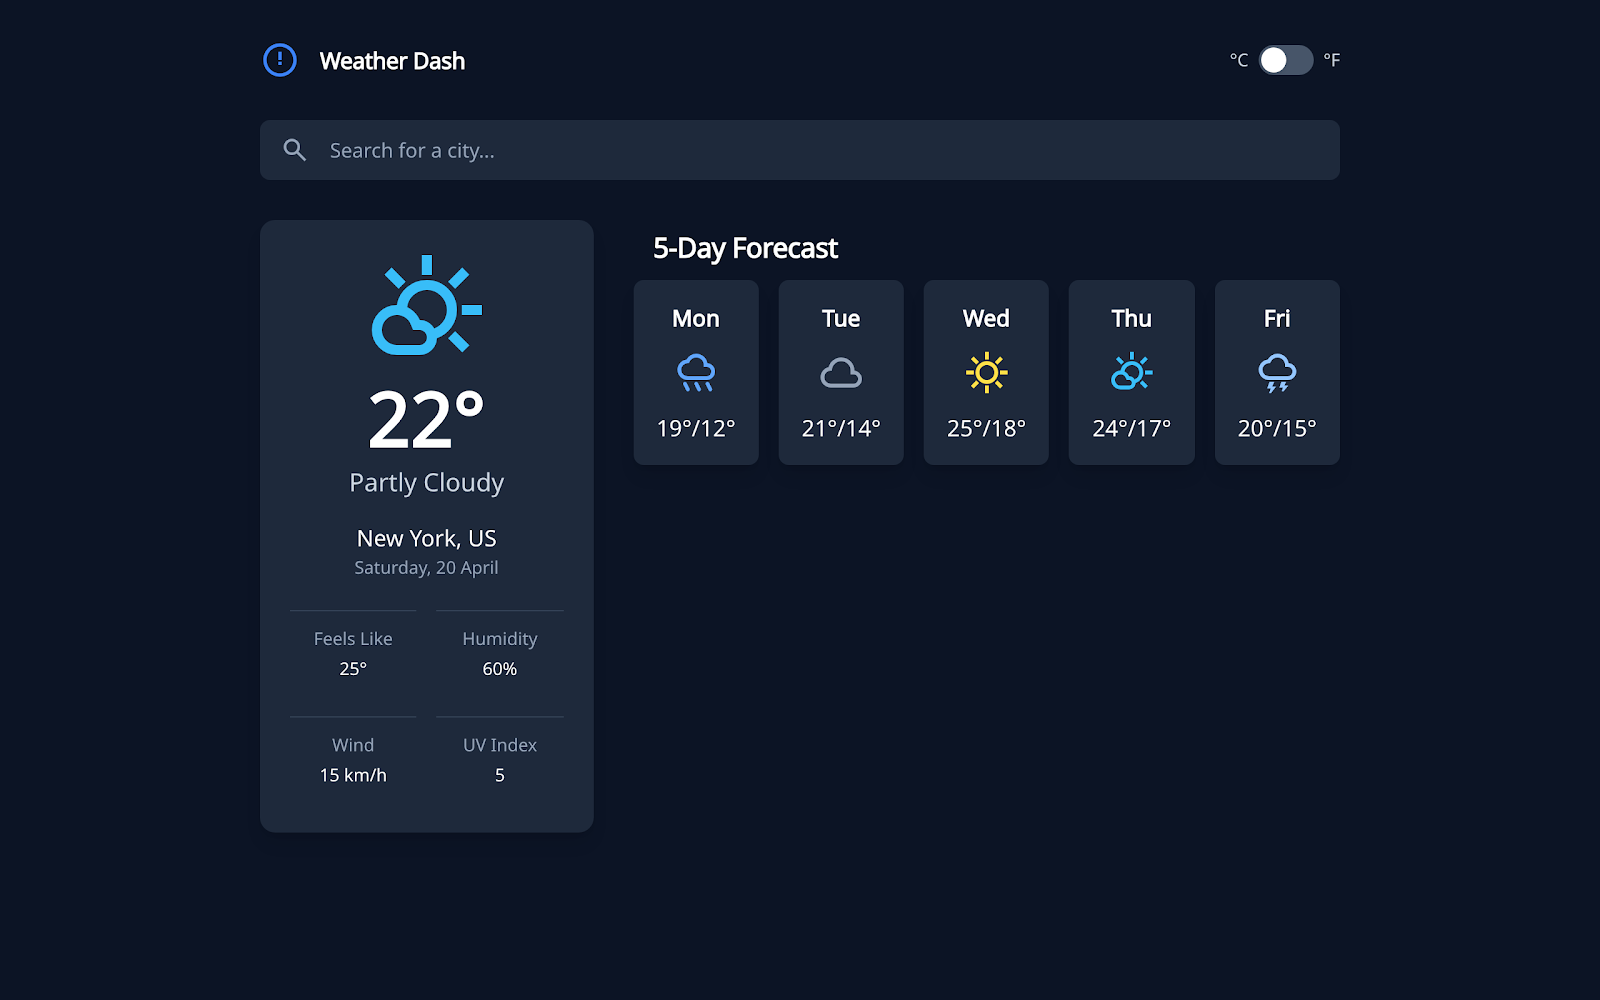 Weather Dash
°C °F
Search for a city...
22°
Partly Cloudy
New York, US
Saturday, 20 April
Feels Like
25°
Humidity
60%
Wind
15 km/h
UV Index
5
5-Day Forecast
Mon
19°/12°
Tue
21°/14°
Wed
25°/18°
Thu
24°/17°
Fri
20°/15°